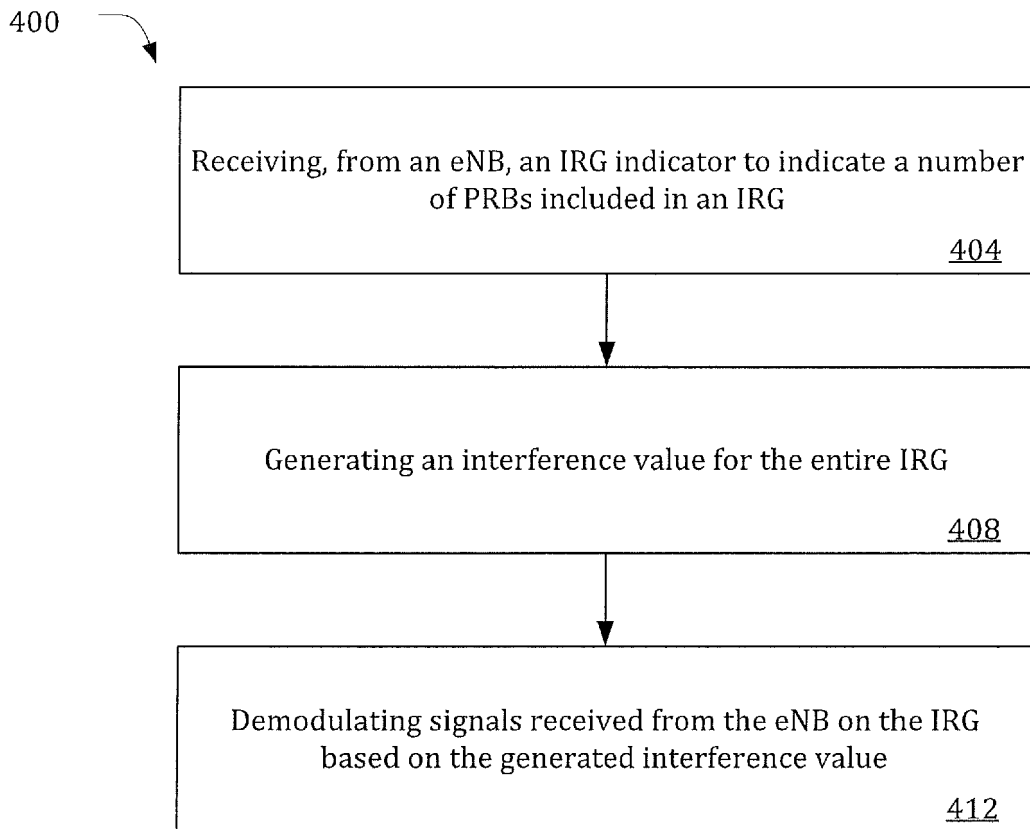 400
Receiving, from an eNB, an IRG indicator to indicate a number
of PRBs included in an IRG
404
Generating an interference value for the entire IRG
408
Demodulating signals received from the eNB on the IRG
based on the generated interference value
412